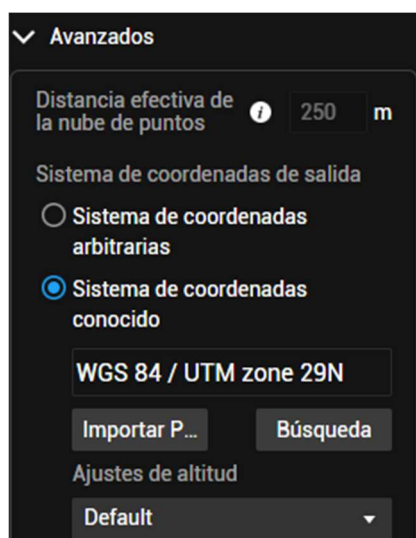 Avanzados
Distancia efectiva de
la nube de puntos
i
250
m
Sistema de coordenadas de salida
Sistema de coordenadas
arbitrarias
Sistema de coordenadas
conocido
WGS 84 / UTM zone 29N
Importar P...
Búsqueda
Ajustes de altitud
Default